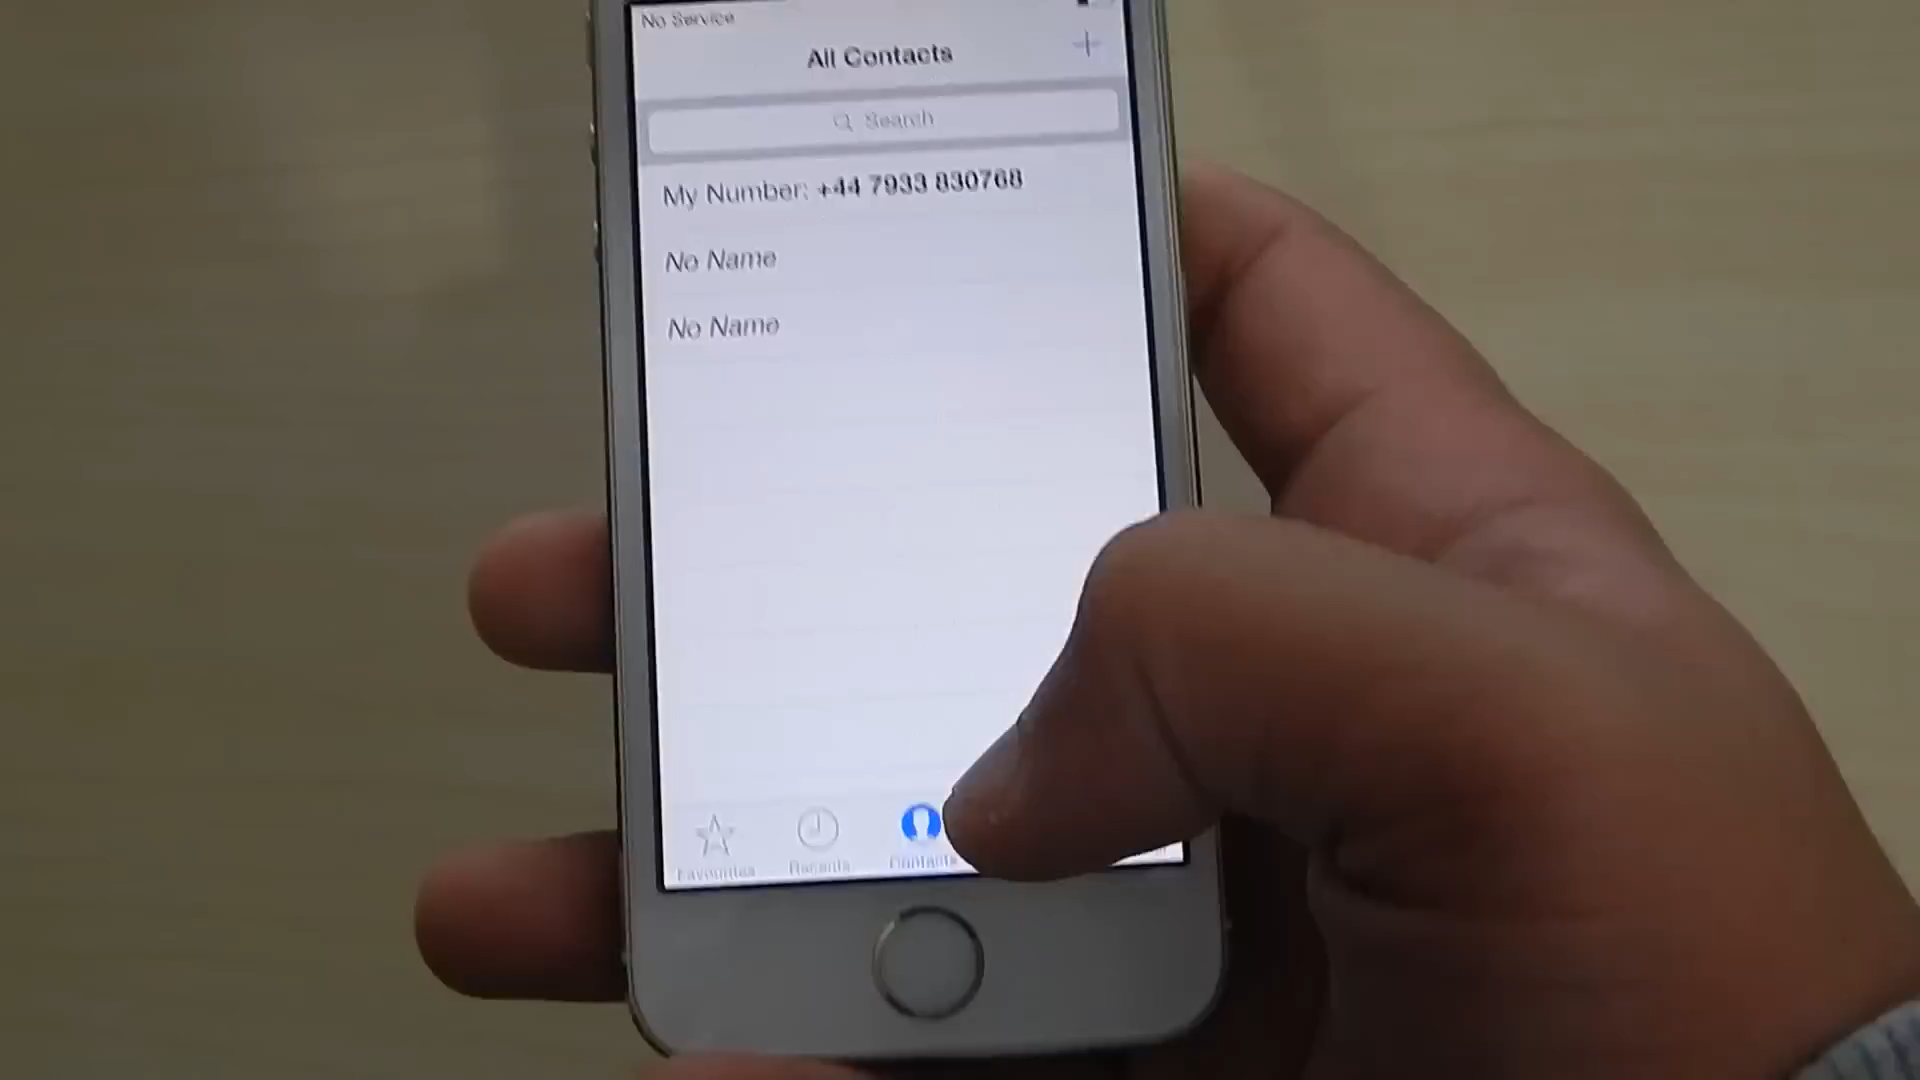 No Service
All Contacts
Search
My Number: +44 7933 830768
No Name
No Name
Favourites Recents Contacts